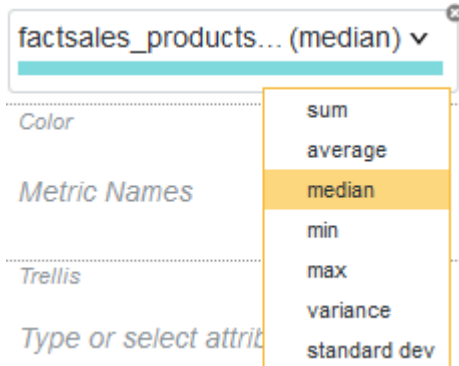 factsales_products... (median)
sum
Color
average
Metric Names
median
min
Trellis
max
variance
Type or select attrib
standard dev